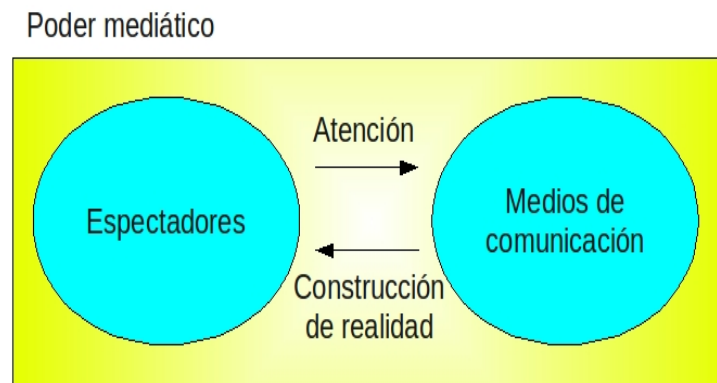 Poder mediático
Atención
Espectadores
Medios de
comunicación
Construcción
de realidad